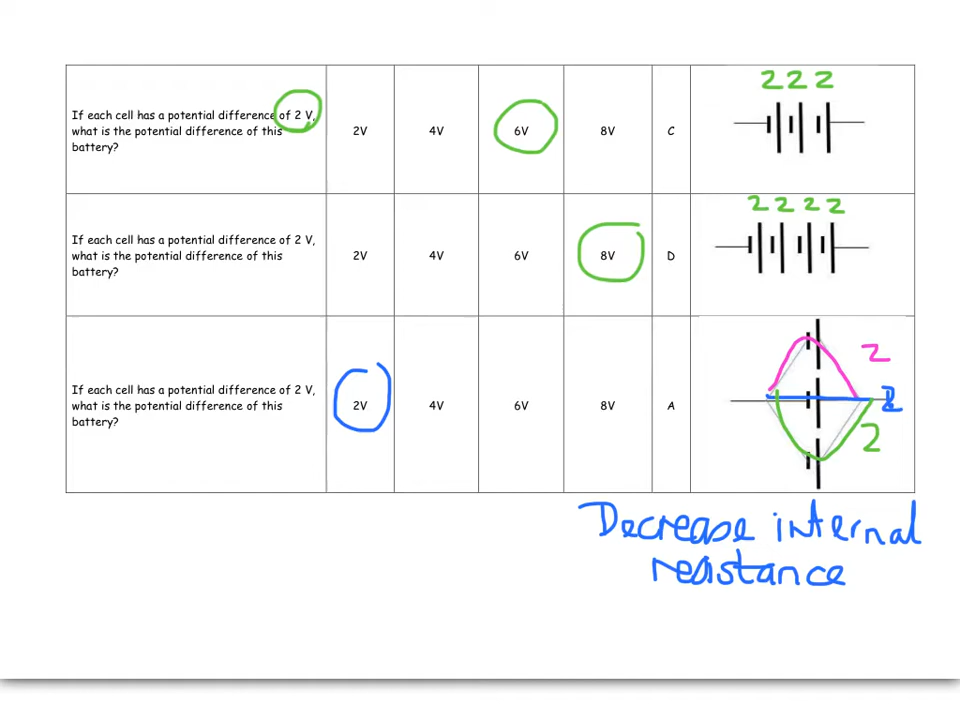 If each cell has a potential difference of 2 V,
what is the potential difference of this
battery?
2V
4V
6V
8V
C
2 2 2
If each cell has a potential difference of 2 V,
what is the potential difference of this
battery?
2V
4V
6V
8V
D
2 2 2 2
If each cell has a potential difference of 2 V,
what is the potential difference of this
battery?
2V
4V
6V
8V
A
2
2
2
Decrease internal
resistance